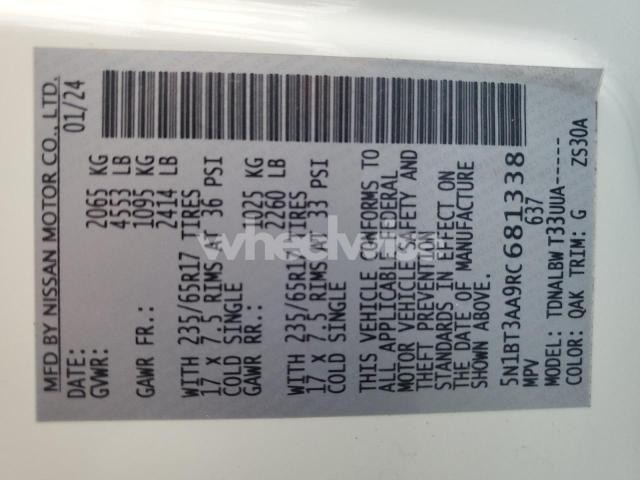 MFD BY NISSAN MOTOR CO., LTD.
DATE: 01/24
GVWR: 2065 KG
4553 LB
GAWR FR.: 1095 KG
2414 LB
WITH 235/65R17 TIRES
17 X 7.5 RIMS AT 36 PSI
COLD SINGLE
GAWR RR.: 1025 KG
2260 LB
WITH 235/65R17 TIRES
17 X 7.5 RIMS AT 33 PSI
COLD SINGLE
THIS VEHICLE CONFORMS TO
ALL APPLICABLE FEDERAL
MOTOR VEHICLE SAFETY AND
THEFT PREVENTION
STANDARDS IN EFFECT ON
THE DATE OF MANUFACTURE
SHOWN ABOVE.
5N1BT3AA9RC681338
MPV 637
MODEL: TDNALBW T33UUA-----
COLOR: QAK TRIM: G ZS30A